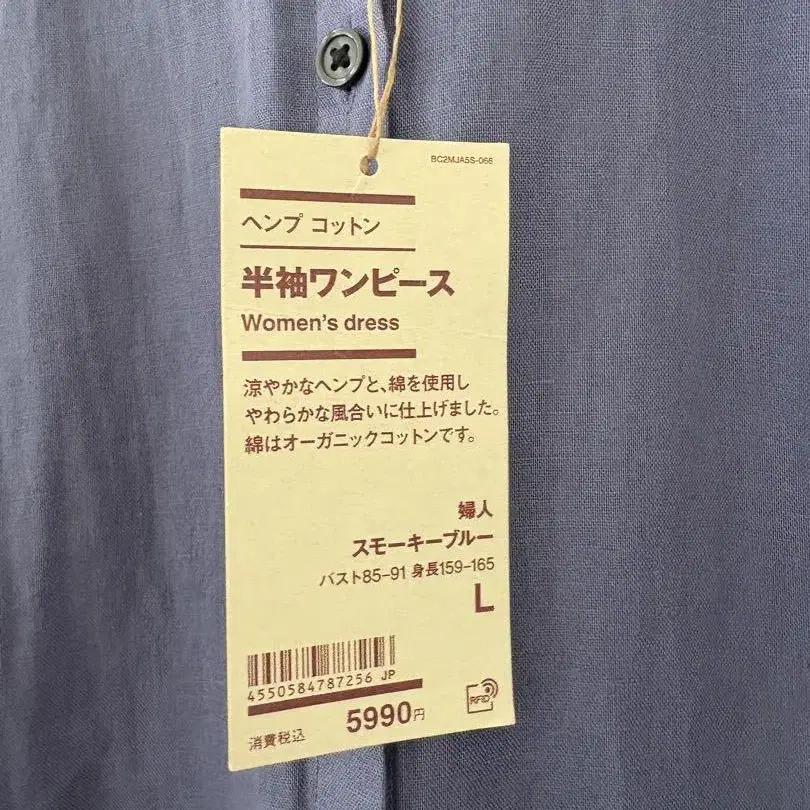 BC2MJA5S-066
ヘンプ コットン
半袖ワンピース
Women's dress
涼やかなヘンプと、綿を使用し
やわらかな風合いに仕上げました。
綿はオーガニックコットンです。
婦人
スモーキーブルー
バスト85-91 身長159-165
L
4550584787256 JP
消費税込 5990円
RFID